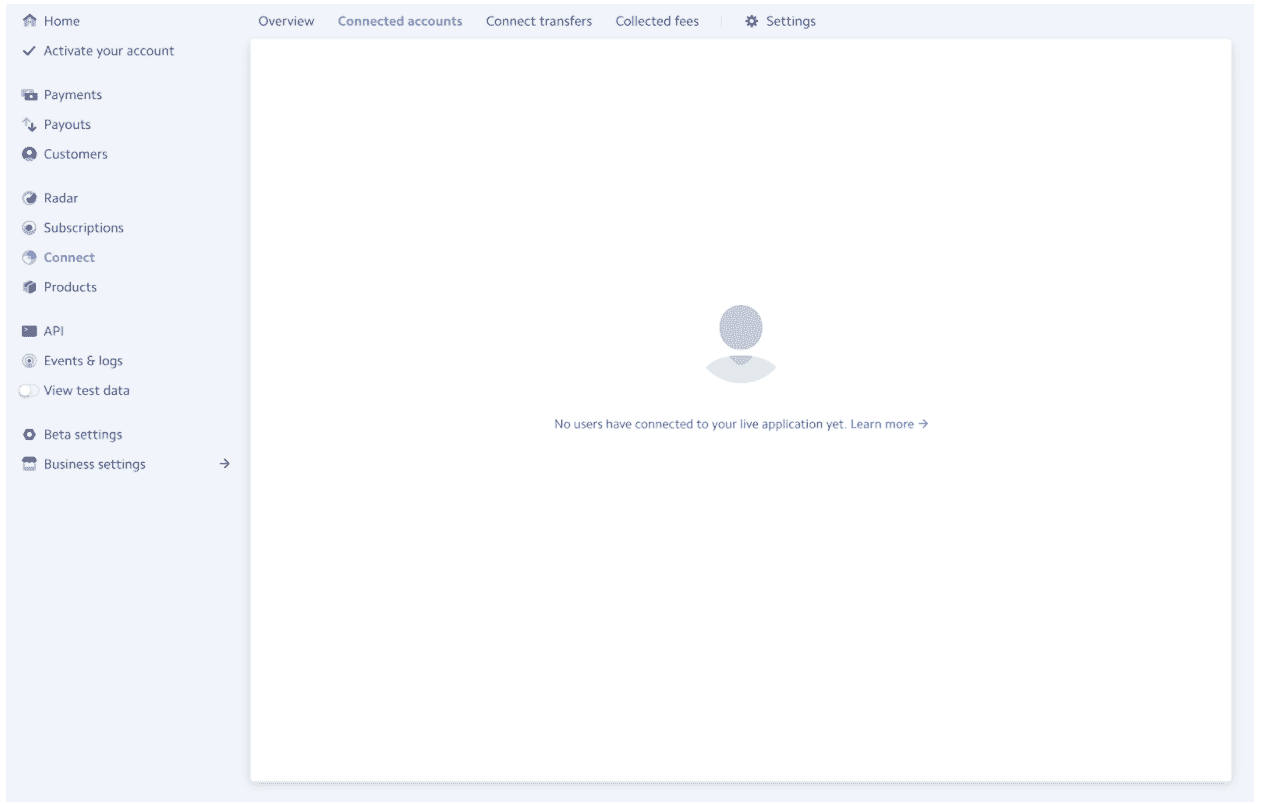 Home
Activate your account
Payments
Payouts
Customers
Radar
Subscriptions
Connect
Products
API
Events & logs
View test data
Beta settings
Business settings →
Overview Connected accounts Connect transfers Collected fees Settings
No users have connected to your live application yet. Learn more →